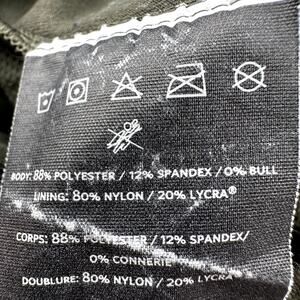 BODY: 88% POLYESTER / 12% SPANDEX / 0% BULL
LINING: 80% NYLON / 20% LYCRA®
CORPS: 88% POLYESTER / 12% SPANDEX/
0% CONNERIE
DOUBLURE: 80% NYLON / 20% LYCRA